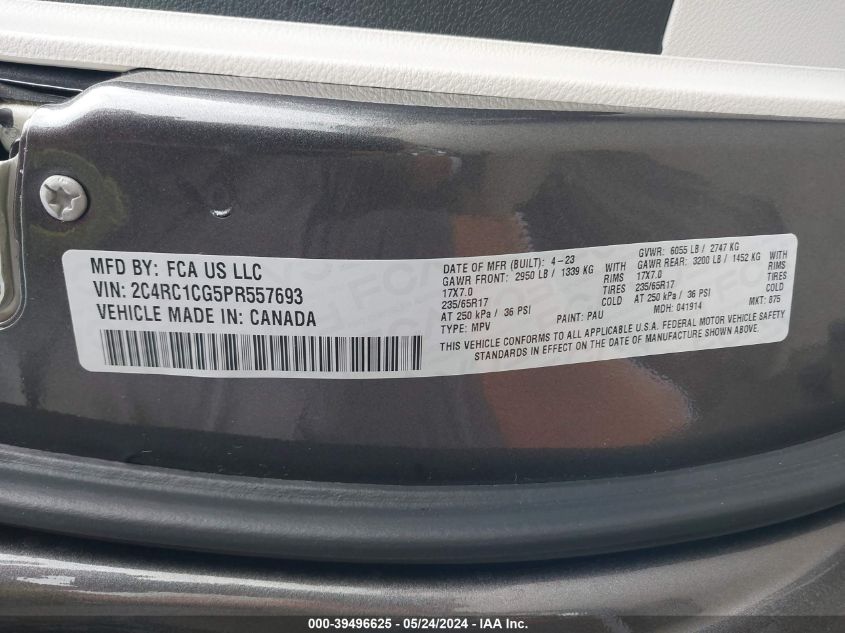 MFD BY: FCA US LLC
VIN: 2C4RC1CG5PR557693
VEHICLE MADE IN: CANADA
DATE OF MFR (BUILT): 4-23 GVWR: 6055 LB / 2747 KG
GAWR FRONT: 2950 LB / 1339 KG WITH GAWR REAR: 3200 LB / 1452 KG WITH
17X7.0 RIMS 17X7.0 RIMS
235/65R17 TIRES 235/65R17 TIRES
AT 250 kPa / 36 PSI COLD AT 250 kPa / 36 PSI COLD
TYPE: MPV PAINT: PAU MDH: 041914 MKT: 875
THIS VEHICLE CONFORMS TO ALL APPLICABLE U.S.A. FEDERAL MOTOR VEHICLE SAFETY
STANDARDS IN EFFECT ON THE DATE OF MANUFACTURE SHOWN ABOVE.
000-39496625 - 05/24/2024 - IAA Inc.